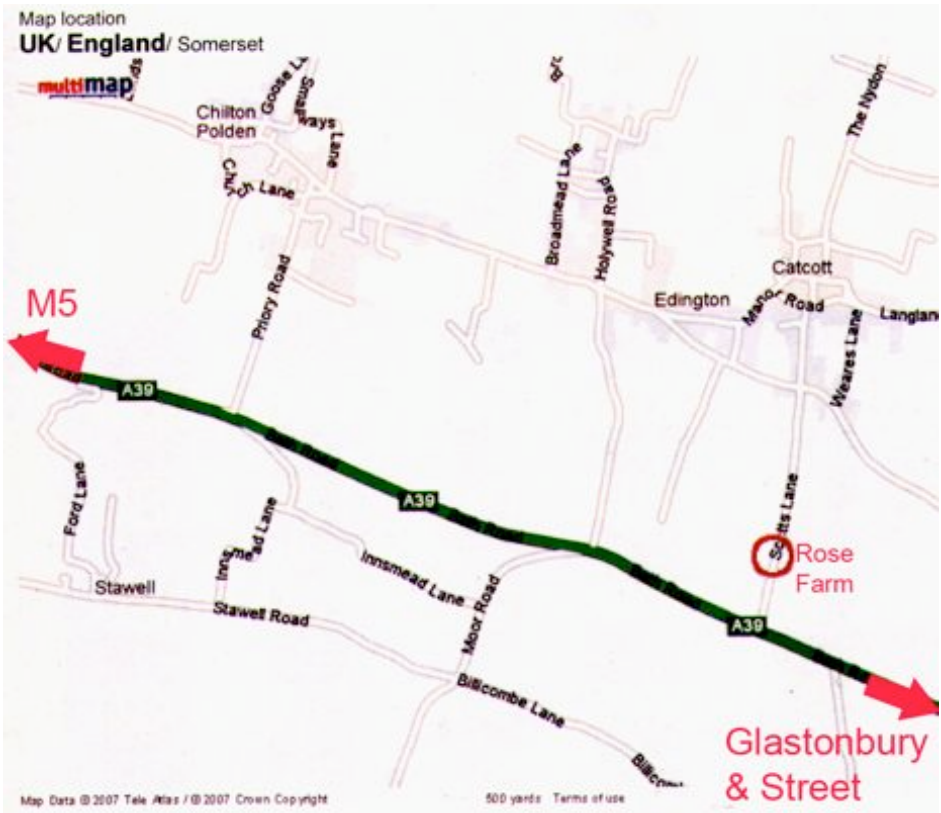 Map location
UK/ England/ Somerset
multimap
Goose
Smallways
Lane
Chilton
Polden
Church Lane
The Nydon
Broadmead Lane
Holywell Road
Catcott
Edington
Manor Road
Langland
Weares Lane
M5
Priory Road
A39
A39
Ford Lane
Innsmead Lane
Scotts Lane
Rose
Farm
Innsmead Lane
Stawell
Stawell Road
Moor Road
A39
Billicombe Lane
Glastonbury
& Street
Map Data © 2007 Tele Atlas / © 2007 Crown Copyright
500 yards Terms of use